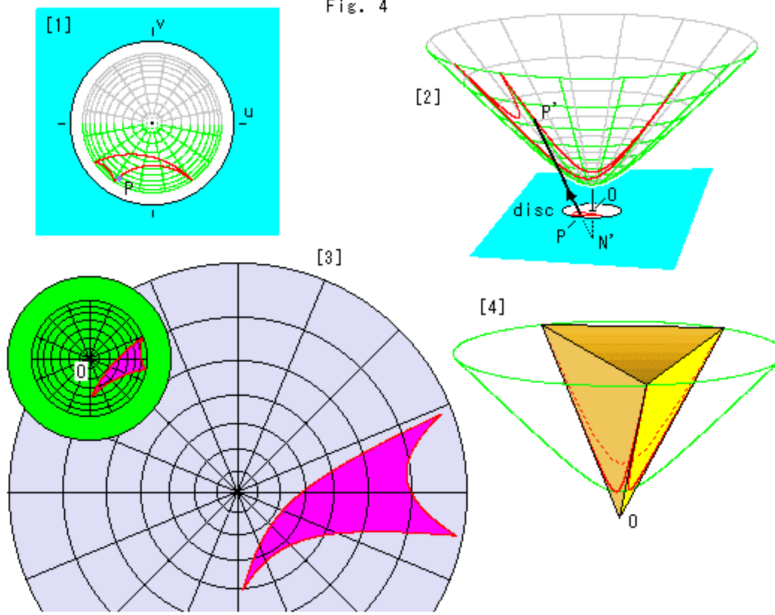 Fig. 4
[1]
v
u
P
[2]
P'
O
disc
P
N'
[3]
O
[4]
O